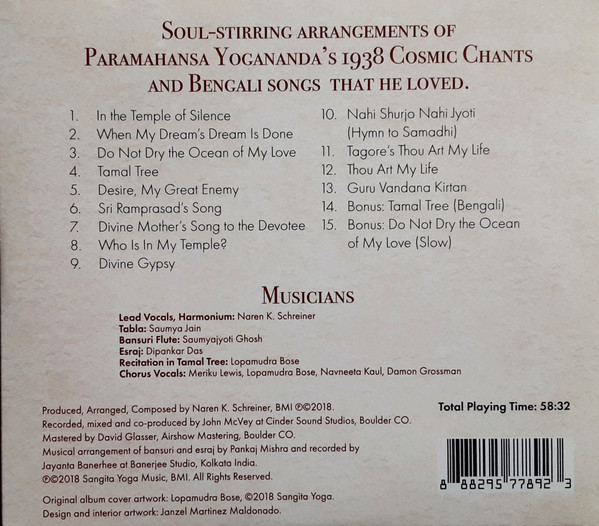 Soul-stirring arrangements of
Paramahansa Yogananda's 1938 Cosmic Chants
and Bengali songs that he loved.
1. In the Temple of Silence
2. When My Dream's Dream Is Done
3. Do Not Dry the Ocean of My Love
4. Tamal Tree
5. Desire, My Great Enemy
6. Sri Ramprasad's Song
7. Divine Mother's Song to the Devotee
8. Who Is In My Temple?
9. Divine Gypsy
10. Nahi Shurjo Nahi Jyoti
(Hymn to Samadhi)
11. Tagore's Thou Art My Life
12. Thou Art My Life
13. Guru Vandana Kirtan
14. Bonus: Tamal Tree (Bengali)
15. Bonus: Do Not Dry the Ocean
of My Love (Slow)
Musicians
Lead Vocals, Harmonium: Naren K. Schreiner
Tabla: Saumya Jain
Bansuri Flute: Saumyajyoti Ghosh
Esraj: Dipankar Das
Recitation in Tamal Tree: Lopamudra Bose
Chorus Vocals: Meriku Lewis, Lopamudra Bose, Navneeta Kaul, Damon Grossman
Produced, Arranged, Composed by Naren K. Schreiner, BMI ℗©2018.
Recorded, mixed and co-produced by John McVey at Cinder Sound Studios, Boulder CO.
Mastered by David Glasser, Airshow Mastering, Boulder CO.
Musical arrangement of bansuri and esraj by Pankaj Mishra and recorded by
Jayanta Banerhee at Banerjee Studio, Kolkata India.
℗©2018 Sangita Yoga Music, BMI. All rights reserved.
Original album cover artwork: Lopamudra Bose, ©2018 Sangita Yoga.
Design and interior artwork: Janzel Martinez Maldonado.
Total Playing Time: 58:32
8 88295 77892 3